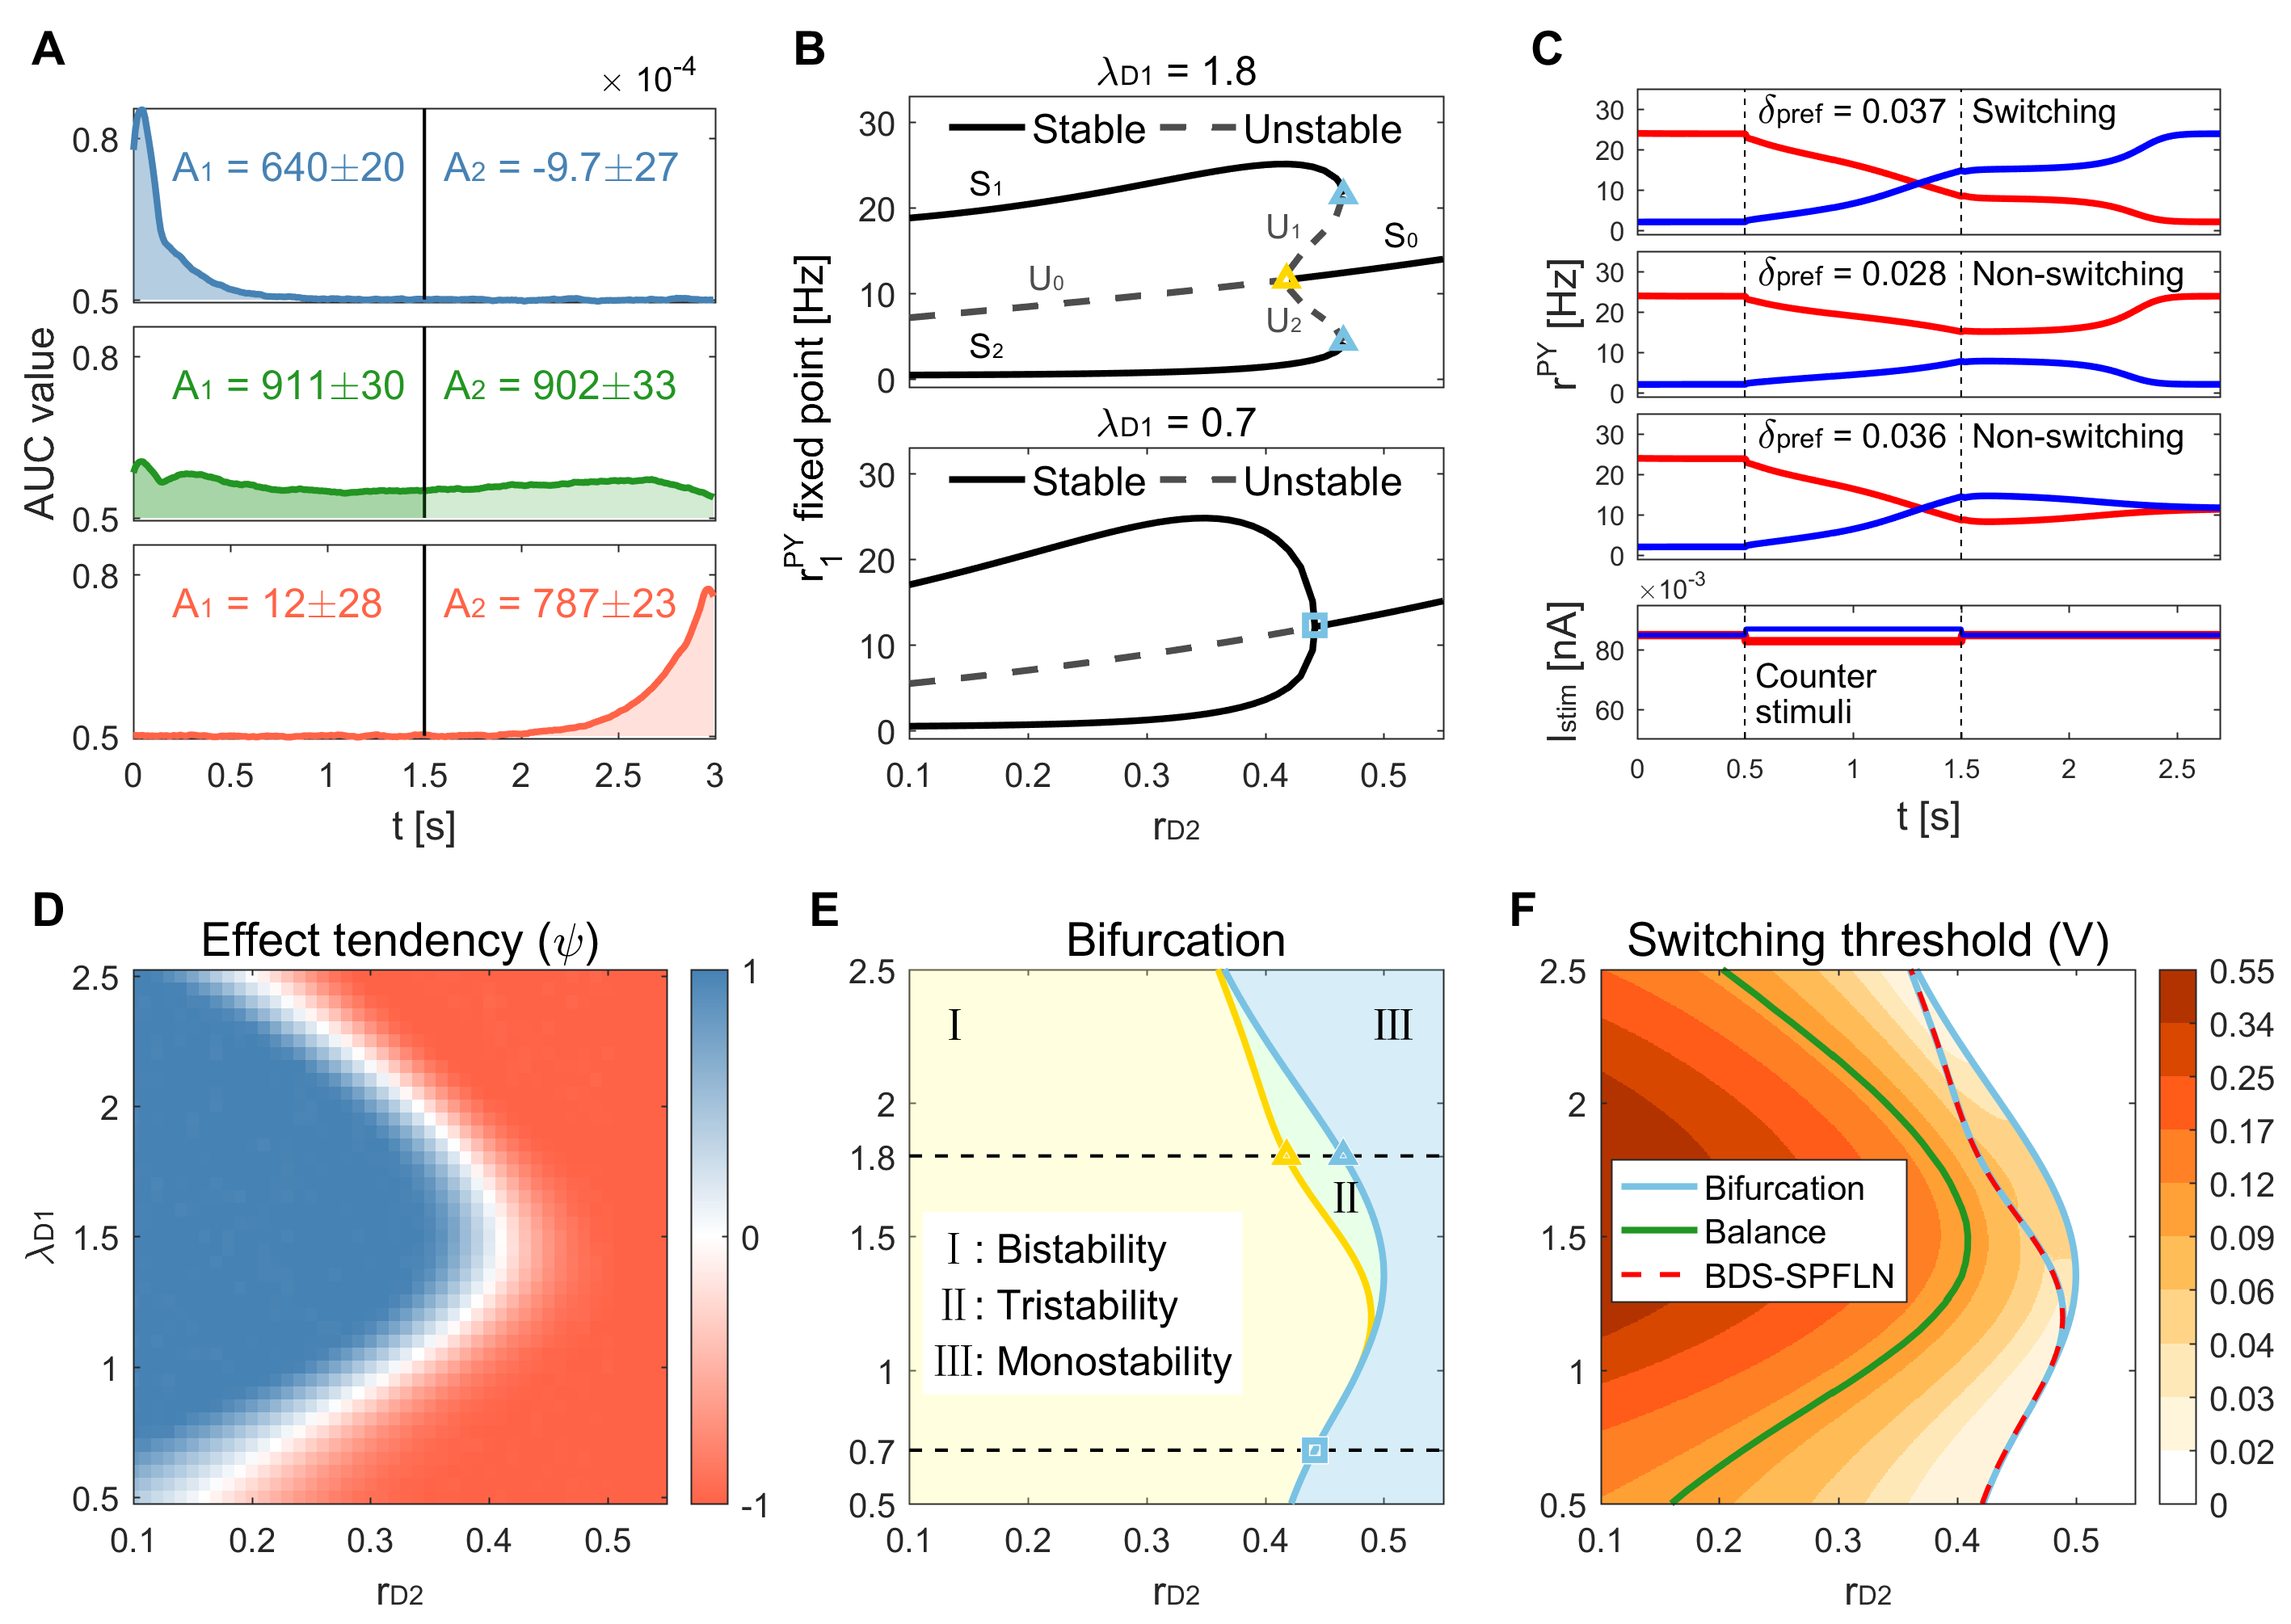 A
× 10-4
AUC value
0.8
0.5
A1 = 640±20
A2 = -9.7±27
0.8
0.5
A1 = 911±30
A2 = 902±33
0.8
0.5
A1 = 12±28
A2 = 787±23
0 0.5 1 1.5 2 2.5 3
t [s]
B
λD1 = 1.8
r1PY fixed point [Hz]
30
20
10
0
Stable Unstable
S1
U1
S0
U0
U2
S2
λD1 = 0.7
30
20
10
0
Stable Unstable
0.1 0.2 0.3 0.4 0.5
rD2
C
rPY [Hz]
30
20
10
0
δpref = 0.037 Switching
30
20
10
0
δpref = 0.028 Non-switching
30
20
10
0
δpref = 0.036 Non-switching
×10-3
Istim [nA]
80
60
Counter
stimuli
0 0.5 1 1.5 2 2.5
t [s]
D
Effect tendency (ψ)
λD1
2.5
2
1.5
1
0.5
0.1 0.2 0.3 0.4 0.5
rD2
1
0
-1
E
Bifurcation
2.5
2
1.8
1.5
1
0.7
0.5
I
III
II
I : Bistability
II : Tristability
III: Monostability
0.1 0.2 0.3 0.4 0.5
rD2
F
Switching threshold (V)
2.5
2
1.5
1
0.5
Bifurcation
Balance
BDS-SPFLN
0.1 0.2 0.3 0.4 0.5
rD2
0.55
0.34
0.25
0.17
0.12
0.09
0.06
0.04
0.03
0.02
0